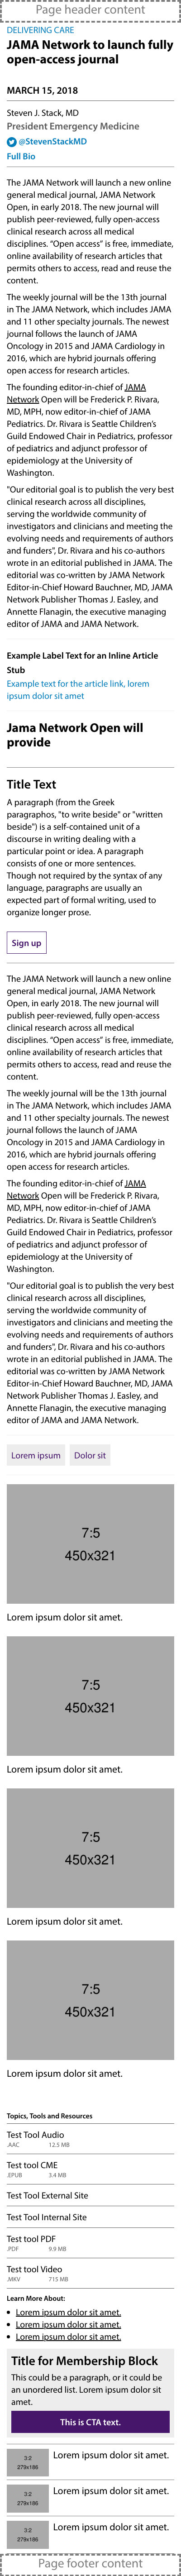 Page header content
DELIVERING CARE
JAMA Network to launch fully
open-access journal
MARCH 15, 2018
Steven J. Stack, MD
President Emergency Medicine
@StevenStackMD
Full Bio
The JAMA Network will launch a new online
general medical journal, JAMA Network
Open, in early 2018. The new journal will
publish peer-reviewed, fully open-access
clinical research across all medical
disciplines. “Open access” is free, immediate,
online availability of research articles that
permits others to access, read and reuse the
content.
The weekly journal will be the 13th journal
in The JAMA Network, which includes JAMA
and 11 other specialty journals. The newest
journal follows the launch of JAMA
Oncology in 2015 and JAMA Cardiology in
2016, which are hybrid journals offering
open access for research articles.
The founding editor-in-chief of JAMA
Network Open will be Frederick P. Rivara,
MD, MPH, now editor-in-chief of JAMA
Pediatrics. Dr. Rivara is Seattle Children’s
Guild Endowed Chair in Pediatrics, professor
of pediatrics and adjunct professor of
epidemiology at the University of
Washington.
"Our editorial goal is to publish the very best
clinical research across all disciplines,
serving the worldwide community of
investigators and clinicians and meeting the
evolving needs and requirements of authors
and funders", Dr. Rivara and his co-authors
wrote in an editorial published in JAMA. The
editorial was co-written by JAMA Network
Editor-in-Chief Howard Bauchner, MD, JAMA
Network Publisher Thomas J. Easley, and
Annette Flanagin, the executive managing
editor of JAMA and JAMA Network.
Example Label Text for an Inline Article
Stub
Example text for the article link, lorem
ipsum dolor sit amet
Jama Network Open will
provide
Title Text
A paragraph (from the Greek
paragraphos, "to write beside" or "written
beside") is a self-contained unit of a
discourse in writing dealing with a
particular point or idea. A paragraph
consists of one or more sentences.
Though not required by the syntax of any
language, paragraphs are usually an
expected part of formal writing, used to
organize longer prose.
Sign up
The JAMA Network will launch a new online
general medical journal, JAMA Network
Open, in early 2018. The new journal will
publish peer-reviewed, fully open-access
clinical research across all medical
disciplines. “Open access” is free, immediate,
online availability of research articles that
permits others to access, read and reuse the
content.
The weekly journal will be the 13th journal
in The JAMA Network, which includes JAMA
and 11 other specialty journals. The newest
journal follows the launch of JAMA
Oncology in 2015 and JAMA Cardiology in
2016, which are hybrid journals offering
open access for research articles.
The founding editor-in-chief of JAMA
Network Open will be Frederick P. Rivara,
MD, MPH, now editor-in-chief of JAMA
Pediatrics. Dr. Rivara is Seattle Children’s
Guild Endowed Chair in Pediatrics, professor
of pediatrics and adjunct professor of
epidemiology at the University of
Washington.
"Our editorial goal is to publish the very best
clinical research across all disciplines,
serving the worldwide community of
investigators and clinicians and meeting the
evolving needs and requirements of authors
and funders", Dr. Rivara and his co-authors
wrote in an editorial published in JAMA. The
editorial was co-written by JAMA Network
Editor-in-Chief Howard Bauchner, MD, JAMA
Network Publisher Thomas J. Easley, and
Annette Flanagin, the executive managing
editor of JAMA and JAMA Network.
Lorem ipsum Dolor sit
7:5
450x321
Lorem ipsum dolor sit amet.
7:5
450x321
Lorem ipsum dolor sit amet.
7:5
450x321
Lorem ipsum dolor sit amet.
7:5
450x321
Lorem ipsum dolor sit amet.
Topics, Tools and Resources
Test Tool Audio
.AAC 12.5 MB
Test tool CME
.EPUB 3.4 MB
Test Tool External Site
Test Tool Internal Site
Test tool PDF
.PDF 9.9 MB
Test tool Video
.MKV 715 MB
Learn More About:
Lorem ipsum dolor sit amet.
Lorem ipsum dolor sit amet.
Lorem ipsum dolor sit amet.
Title for Membership Block
This could be a paragraph, or it could be
an unordered list. Lorem ipsum dolor sit
amet.
This is CTA text.
3:2
279x186
Lorem ipsum dolor sit amet.
3:2
279x186
Lorem ipsum dolor sit amet.
3:2
279x186
Lorem ipsum dolor sit amet.
Page footer content